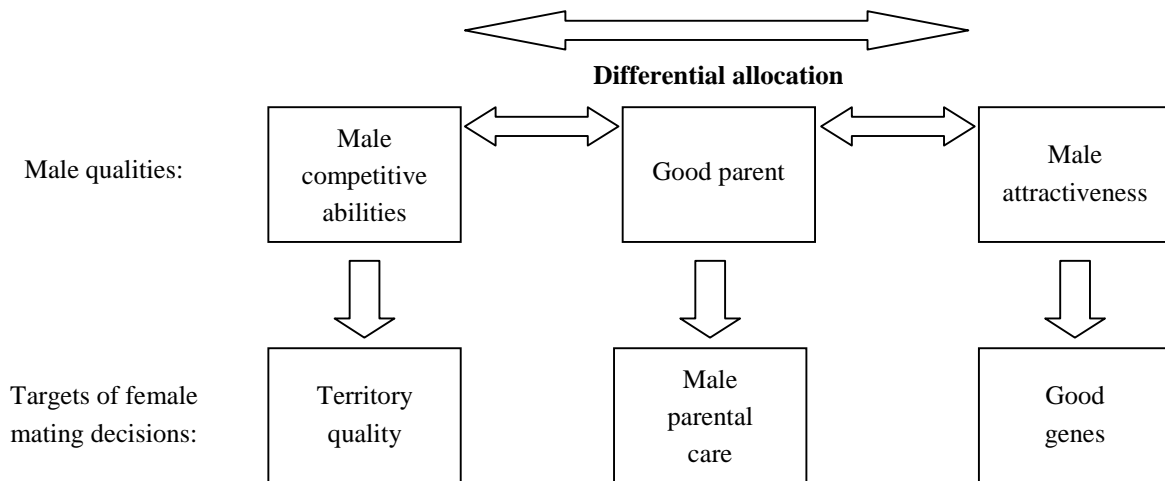 Differential allocation
Male qualities:
Male
competitive
abilities
Good parent
Male
attractiveness
Targets of female
mating decisions:
Territory
quality
Male
parental
care
Good
genes